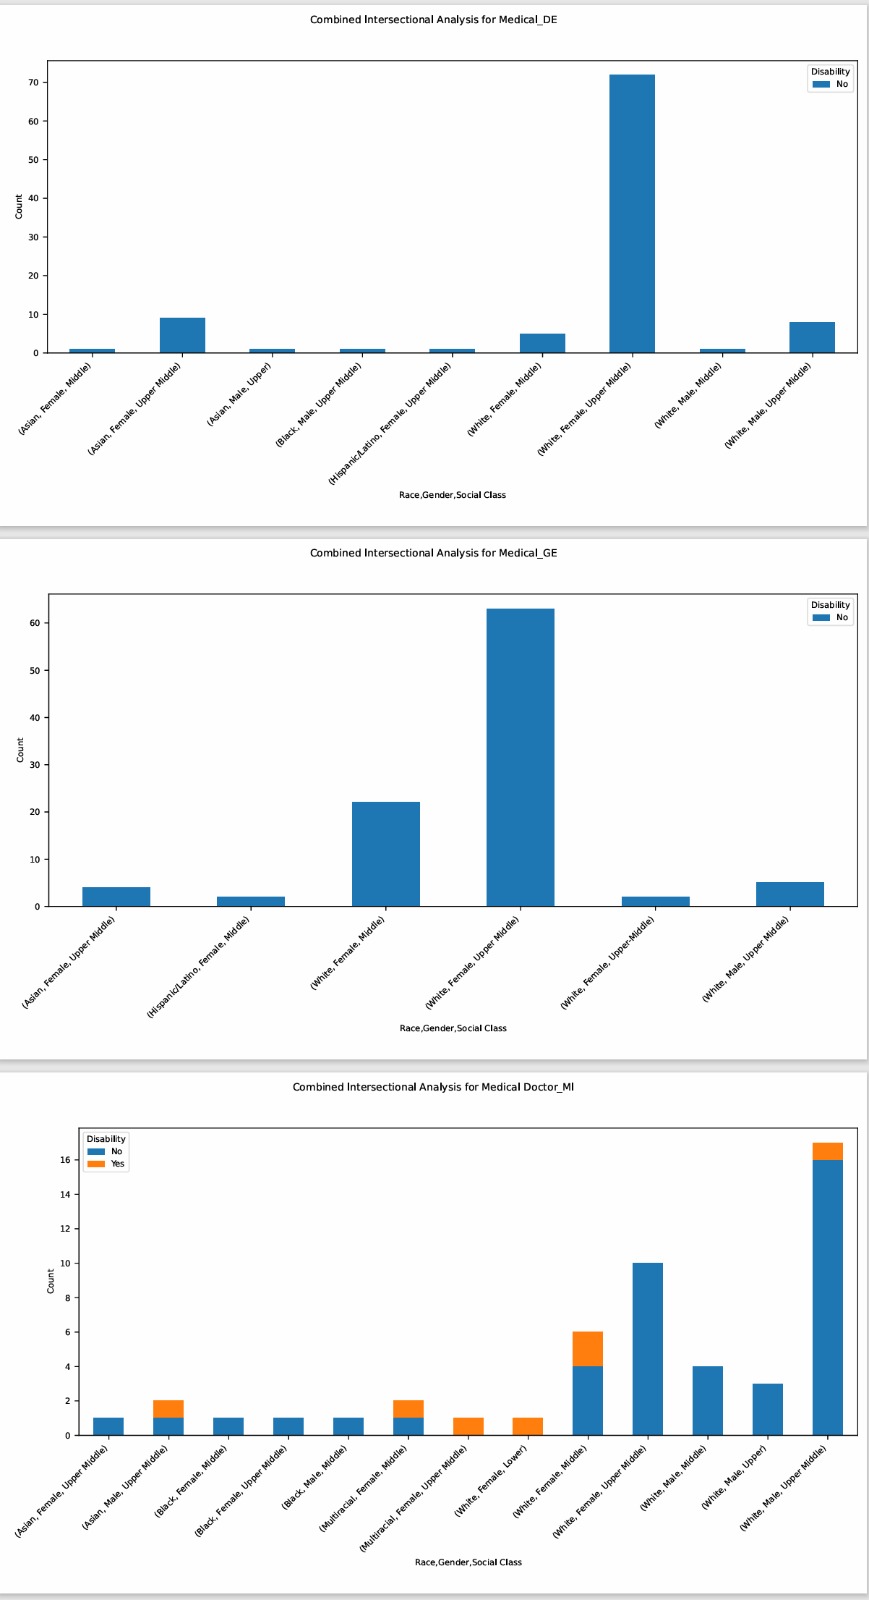 Combined Intersectional Analysis for Medical_DE
Disability
No
70
60
50
40
30
20
10
0
Count
(Asian, Female, Middle)
(Asian, Female, Upper Middle)
(Asian, Male, Upper)
(Black, Male, Upper Middle)
(Hispanic/Latino, Female, Upper Middle)
(White, Female, Middle)
(White, Female, Upper Middle)
(White, Male, Middle)
(White, Male, Upper Middle)
Race,Gender,Social Class
Combined Intersectional Analysis for Medical_GE
Disability
No
60
50
40
30
20
10
0
Count
(Asian, Female, Upper Middle)
(Hispanic/Latino, Female, Middle)
(White, Female, Middle)
(White, Female, Upper Middle)
(White, Female, Upper-Middle)
(White, Male, Upper Middle)
Race,Gender,Social Class
Combined Intersectional Analysis for Medical Doctor_MI
Disability
No
Yes
16
14
12
10
8
6
4
2
0
Count
(Asian, Female, Upper Middle)
(Asian, Male, Upper Middle)
(Black, Female, Middle)
(Black, Female, Upper Middle)
(Black, Male, Middle)
(Multiracial, Female, Middle)
(Multiracial, Female, Upper Middle)
(White, Female, Lower)
(White, Female, Middle)
(White, Female, Upper Middle)
(White, Male, Middle)
(White, Male, Upper)
(White, Male, Upper Middle)
Race,Gender,Social Class